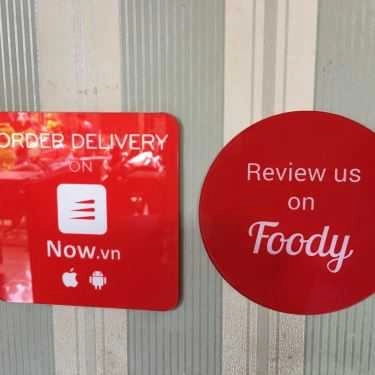 ORDER DELIVERY
ON
Now.vn
Review us
on
Foody